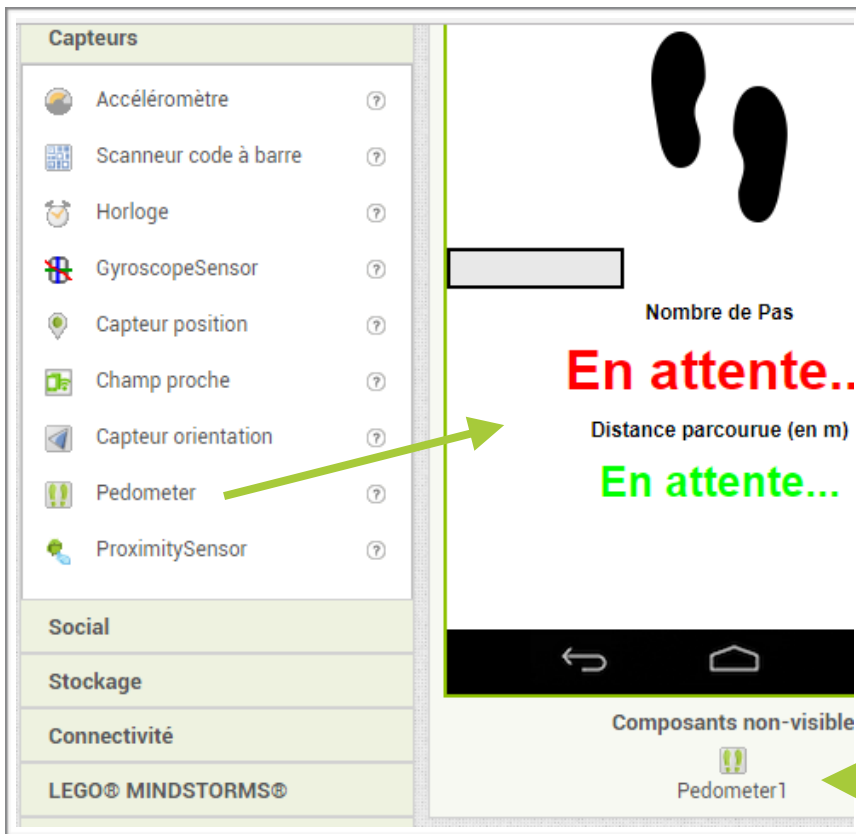 Capteurs
Accéléromètre
Scanneur code à barre
Horloge
GyroscopeSensor
Capteur position
Champ proche
Capteur orientation
Pedometer
ProximitySensor
Social
Stockage
Connectivité
LEGO® MINDSTORMS®
Nombre de Pas
En attente..
Distance parcourue (en m)
En attente...
Composants non-visible
Pedometer1